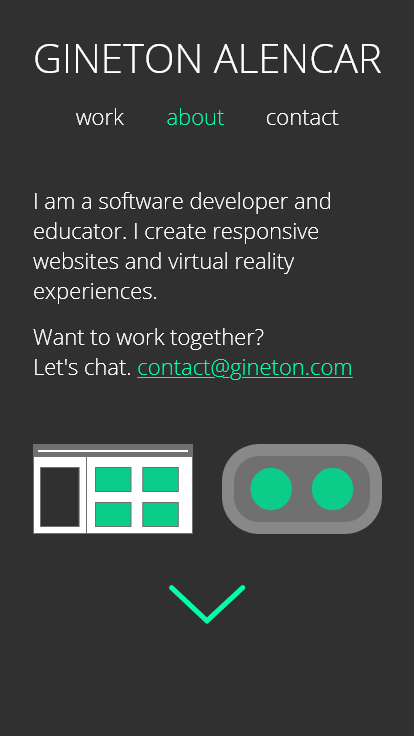 GINETON ALENCAR
work about contact
I am a software developer and
educator. I create responsive
websites and virtual reality
experiences.
Want to work together?
Let's chat. contact@gineton.com